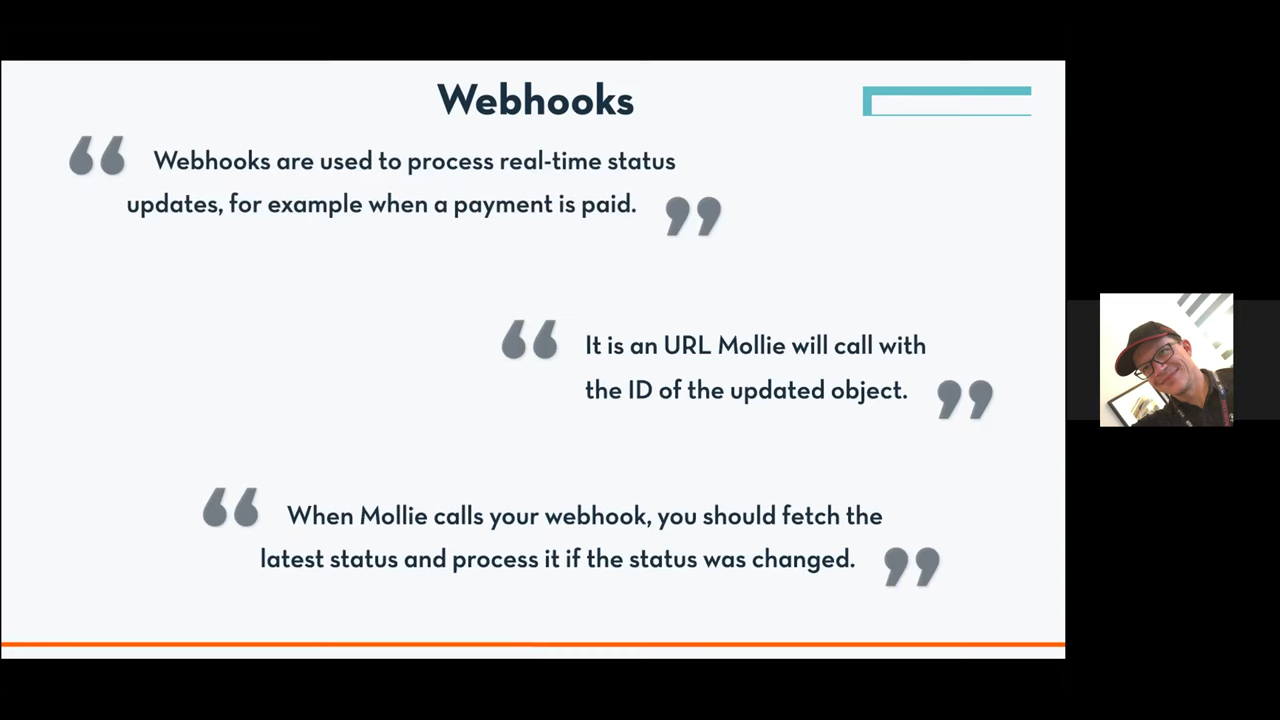 Webhooks
“ Webhooks are used to process real-time status
updates, for example when a payment is paid. ”
“ It is an URL Mollie will call with
the ID of the updated object. ”
“ When Mollie calls your webhook, you should fetch the
latest status and process it if the status was changed. ”